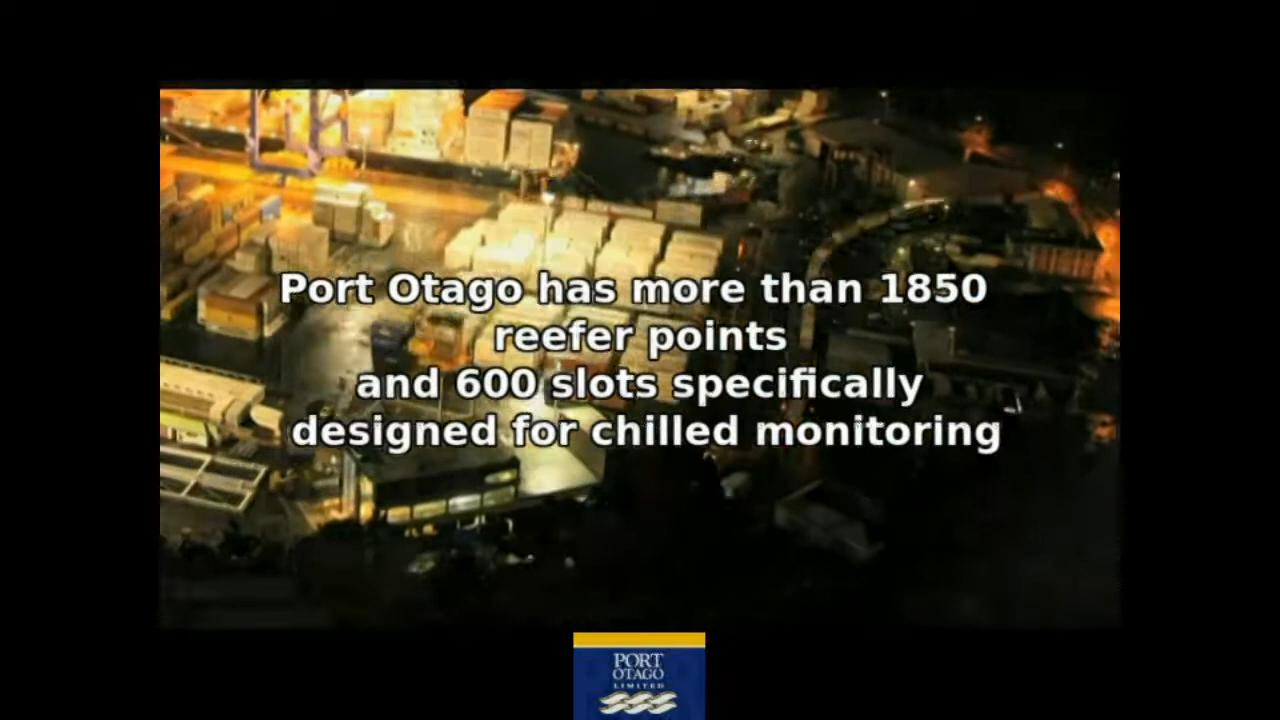 Port Otago has more than 1850
reefer points
and 600 slots specifically
designed for chilled monitoring
PORT
OTAGO
LIMITED